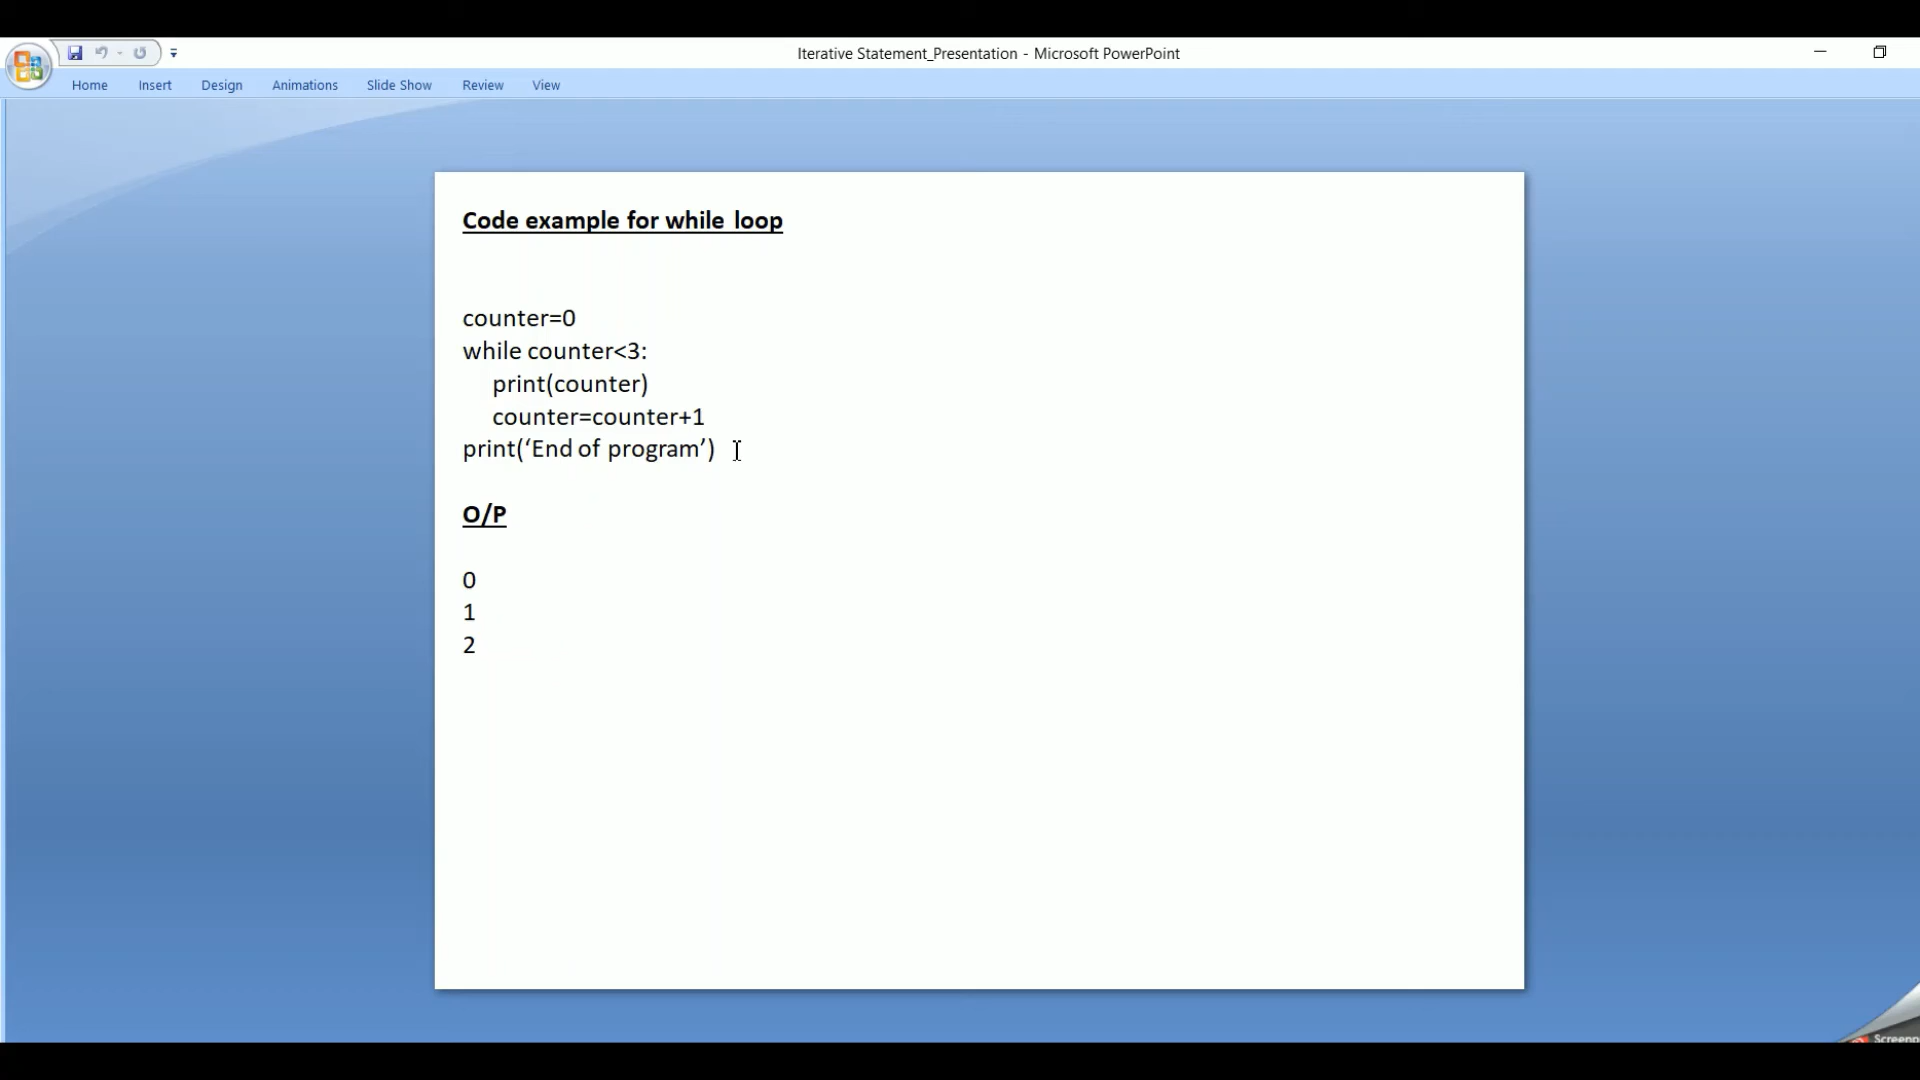 Iterative Statement_Presentation - Microsoft PowerPoint
Home Insert Design Animations Slide Show Review View
Code example for while loop
counter=0
while counter<3:
print(counter)
counter=counter+1
print(‘End of program’)
O/P
0
1
2